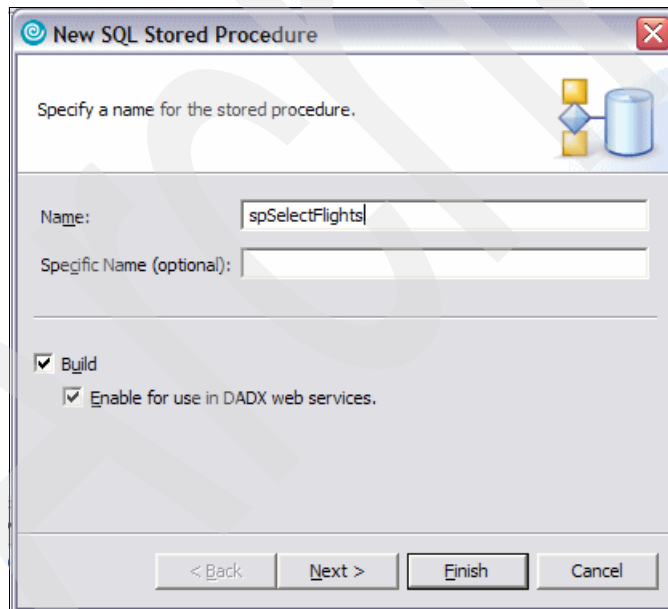 New SQL Stored Procedure
Specify a name for the stored procedure.
Name: spSelectFlights
Specific Name (optional):
Build
Enable for use in DADX web services.
< Back Next > Finish Cancel